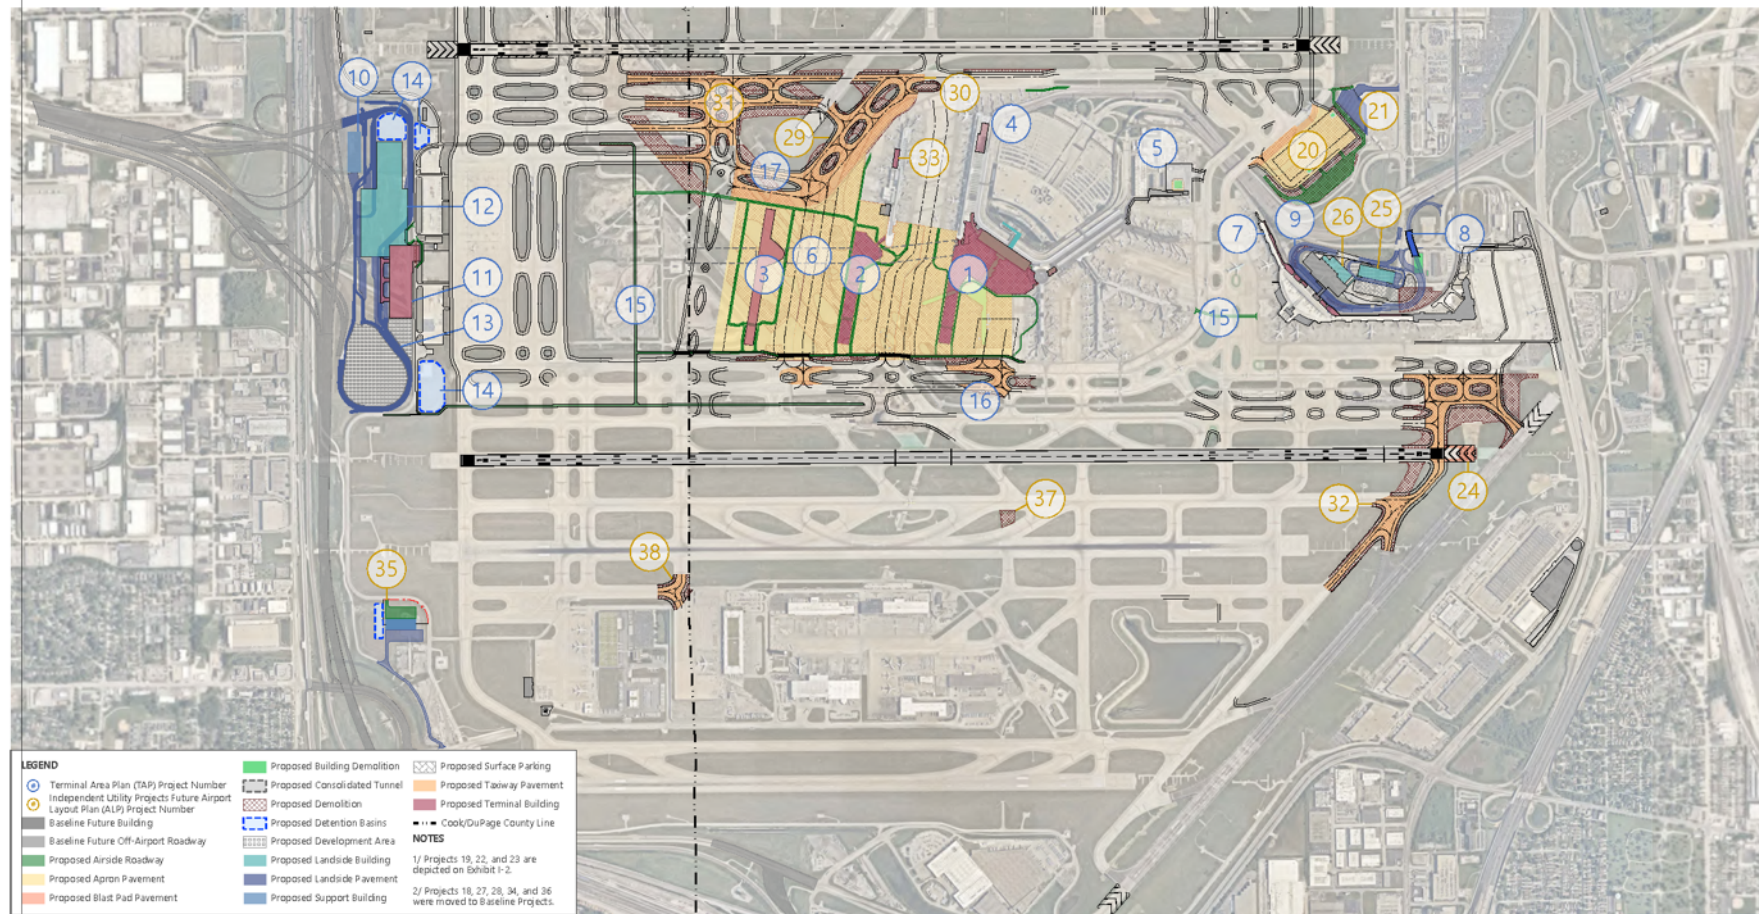 10
14
31
30
4
21
29
33
5
20
17
12
7
9
26
25
8
3
6
2
1
11
15
15
13
14
16
37
32
24
38
35
LEGEND
Terminal Area Plan (TAP) Project Number
Independent Utility Projects Future Airport
Layout Plan (ALP) Project Number
Baseline Future Building
Baseline Future Off-Airport Roadway
Proposed Airside Roadway
Proposed Apron Pavement
Proposed Blast Pad Pavement
Proposed Building Demolition
Proposed Consolidated Tunnel
Proposed Demolition
Proposed Detention Basins
Proposed Development Area
Proposed Landside Building
Proposed Landside Pavement
Proposed Support Building
Proposed Surface Parking
Proposed Taxiway Pavement
Proposed Terminal Building
Cook/DuPage County Line
NOTES
1/ Projects 19, 22, and 23 are
depicted on Exhibit I-2.
2/ Projects 18, 27, 28, 34, and 36
were moved to Baseline Projects.